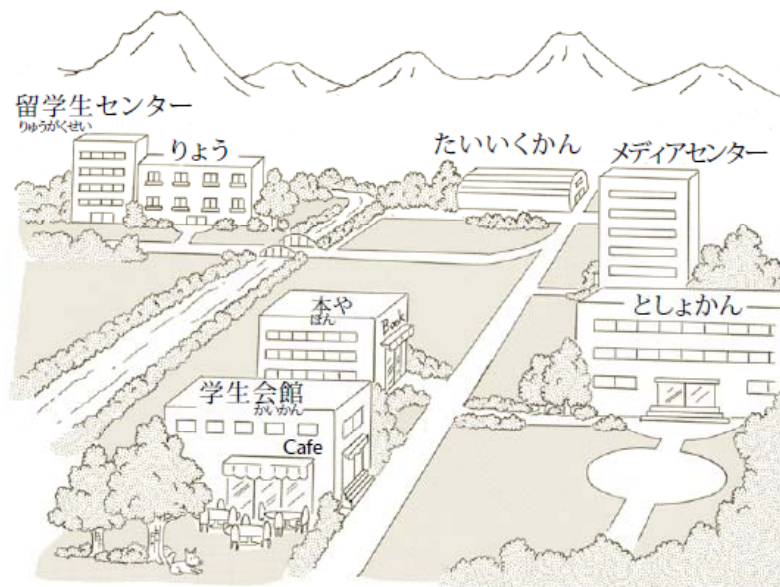 留学生センター
りゅうがくせい
りょう
たいいくかん
メディアセンター
本や
ほん
Book
としょかん
学生会館
かいかん
Cafe